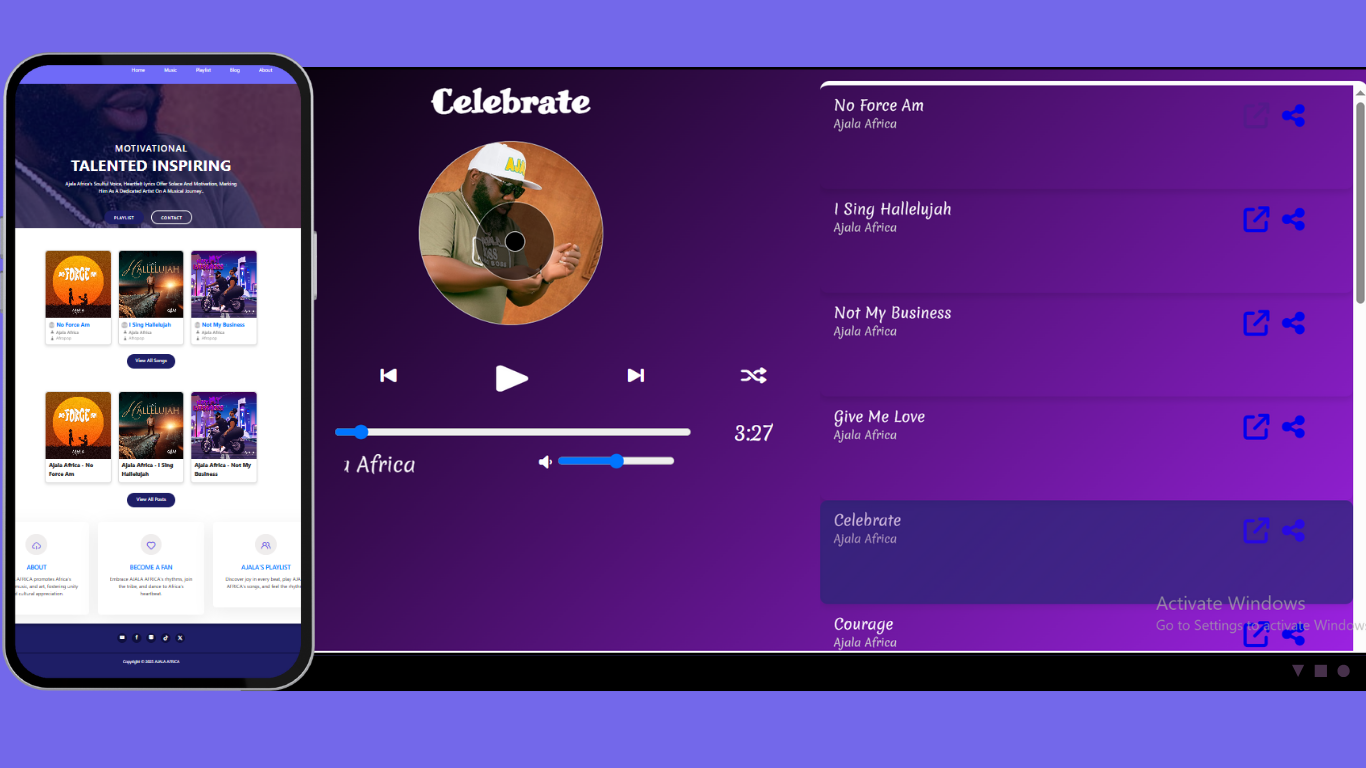 Home Music Playlist Blog About
MOTIVATIONAL
TALENTED INSPIRING
Ajala Africa's Soulful Voice, Heartfelt Lyrics Offer Solace And Motivation, Marking
Him As A Dedicated Artist On A Musical Journey.
PLAYLIST CONTACT
FORCE
HALLELUJAH
No Force Am
Ajala Africa
Afropop
I Sing Hallelujah
Ajala Africa
Afropop
Not My Business
Ajala Africa
Afropop
View All Songs
FORCE
HALLELUJAH
Ajala Africa - No
Force Am
Ajala Africa - I Sing
Hallelujah
Ajala Africa - Not My
Business
View All Posts
ABOUT
AFRICA promotes Africa's
music, and art, fostering unity
cultural appreciation.
BECOME A FAN
Embrace AJALA AFRICA's rhythms, join
the tribe, and dance to Africa's
heartbeat.
AJALA'S PLAYLIST
Discover joy in every beat, play AJA
AFRICA's songs, and feel the rhyth
Copyright © 2023 AJALA AFRICA
Celebrate
3:27
Africa
No Force Am
Ajala Africa
I Sing Hallelujah
Ajala Africa
Not My Business
Ajala Africa
Give Me Love
Ajala Africa
Celebrate
Ajala Africa
Courage
Ajala Africa
Activate Windows
Go to Settings to activate Windows